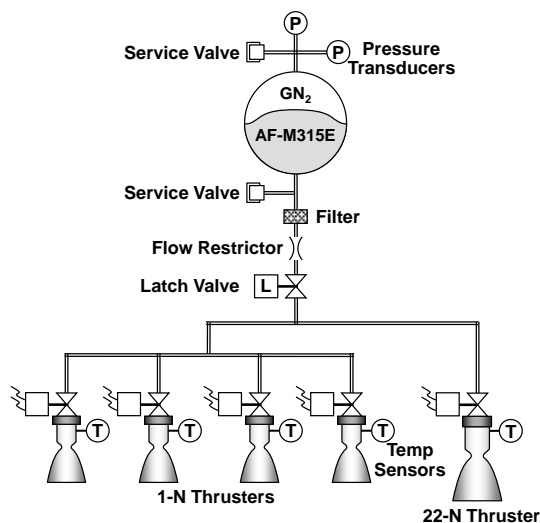 P
Service Valve
P
Pressure
Transducers
GN₂
AF-M315E
Service Valve
Filter
Flow Restrictor
Latch Valve
L
T
T
T
T
T
Temp
Sensors
1-N Thrusters
22-N Thruster